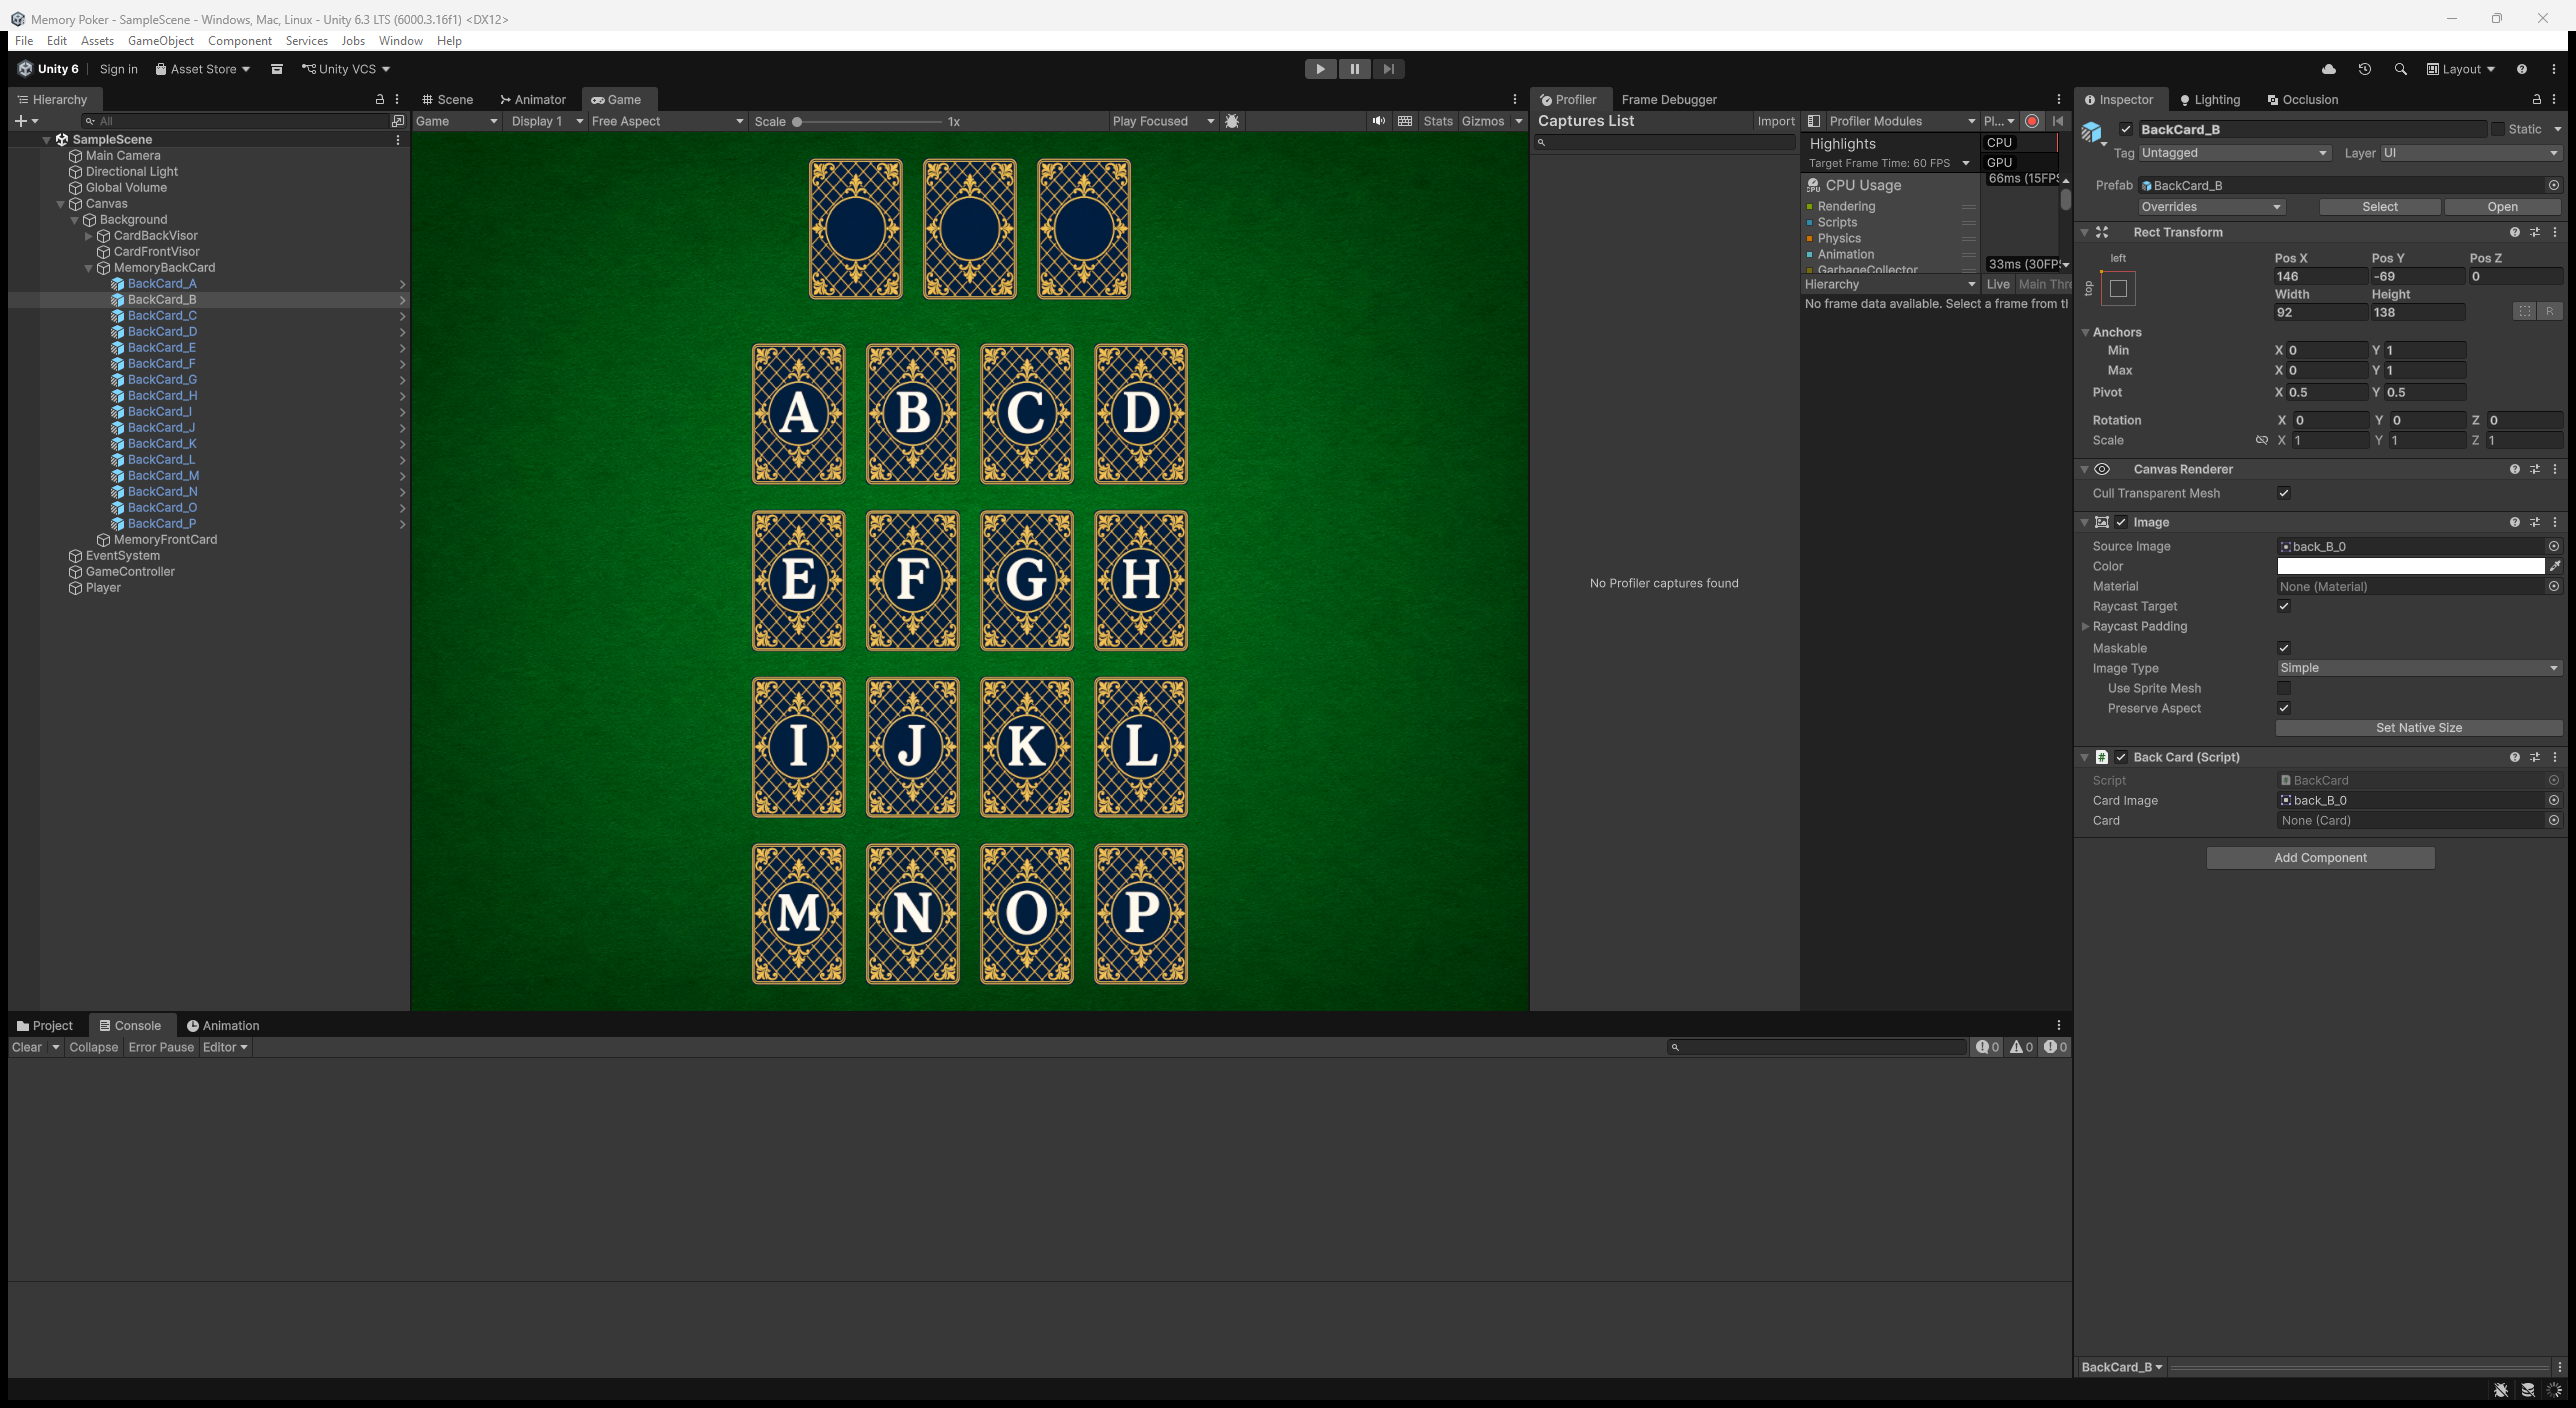 Memory Poker - SampleScene - Windows, Mac, Linux - Unity 6.3 LTS (6000.3.16f1) <DX12>
File Edit Assets GameObject Component Services Jobs Window Help
Unity 6 Sign in Asset Store Unity VCS Layout
Hierarchy
All
SampleScene
Main Camera
Directional Light
Global Volume
Canvas
Background
CardBackVisor
CardFrontVisor
MemoryBackCard
BackCard_A
BackCard_B
BackCard_C
BackCard_D
BackCard_E
BackCard_F
BackCard_G
BackCard_H
BackCard_I
BackCard_J
BackCard_K
BackCard_L
BackCard_M
BackCard_N
BackCard_O
BackCard_P
MemoryFrontCard
EventSystem
GameController
Player
Scene Animator Game
Game Display 1 Free Aspect Scale 1x Play Focused Stats Gizmos
A B C D
E F G H
I J K L
M N O P
Profiler Frame Debugger
Captures List Import
No Profiler captures found
Profiler Modules Pl...
Highlights CPU
Target Frame Time: 60 FPS GPU
66ms (15FPS
CPU Usage
Rendering
Scripts
Physics
Animation
GarbageCollector
33ms (30FPS
Hierarchy Live Main Thr
No frame data available. Select a frame from tl
Inspector Lighting Occlusion
BackCard_B Static
Tag Untagged Layer UI
Prefab BackCard_B
Overrides Select Open
Rect Transform
left
top
Pos X Pos Y Pos Z
146 -69 0
Width Height
92 138
R
Anchors
Min X 0 Y 1
Max X 0 Y 1
Pivot X 0.5 Y 0.5
Rotation X 0 Y 0 Z 0
Scale X 1 Y 1 Z 1
Canvas Renderer
Cull Transparent Mesh
Image
Source Image back_B_0
Color
Material None (Material)
Raycast Target
Raycast Padding
Maskable
Image Type Simple
Use Sprite Mesh
Preserve Aspect
Set Native Size
Back Card (Script)
Script BackCard
Card Image back_B_0
Card None (Card)
Add Component
BackCard_B
Project Console Animation
Clear Collapse Error Pause Editor 0 0 0